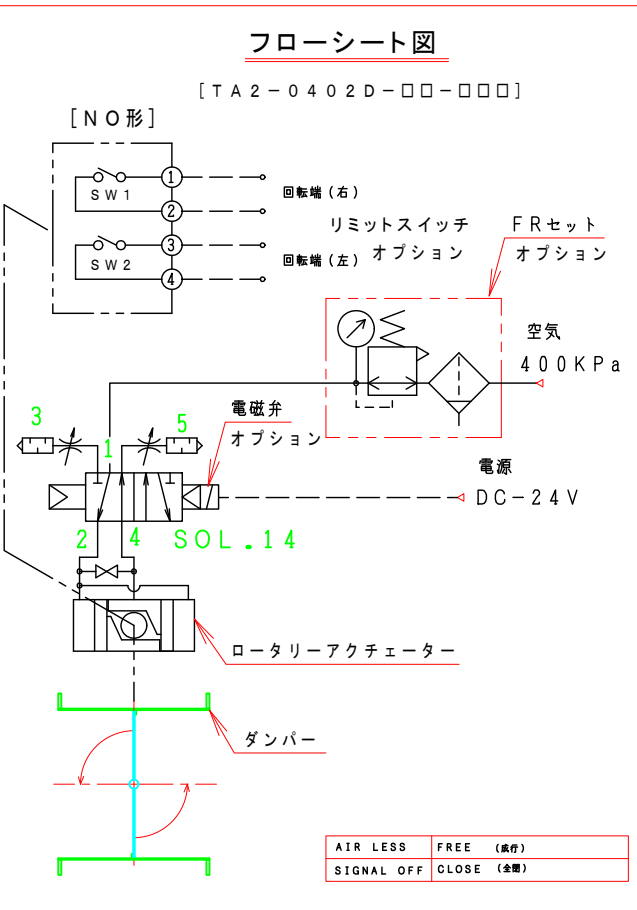 フローシート図
[TA2-0402D-□□-□□□]
[NO形]
SW1
1
2
回転端(右)
SW2
3
4
回転端(左)
リミットスイッチ
オプション
FRセット
オプション
空気
400KPa
電磁弁
オプション
3
1
5
電源
DC-24V
2
4
SOL.14
ロータリーアクチェーター
ダンパー
AIR LESS FREE (成行)
SIGNAL OFF CLOSE (全閉)